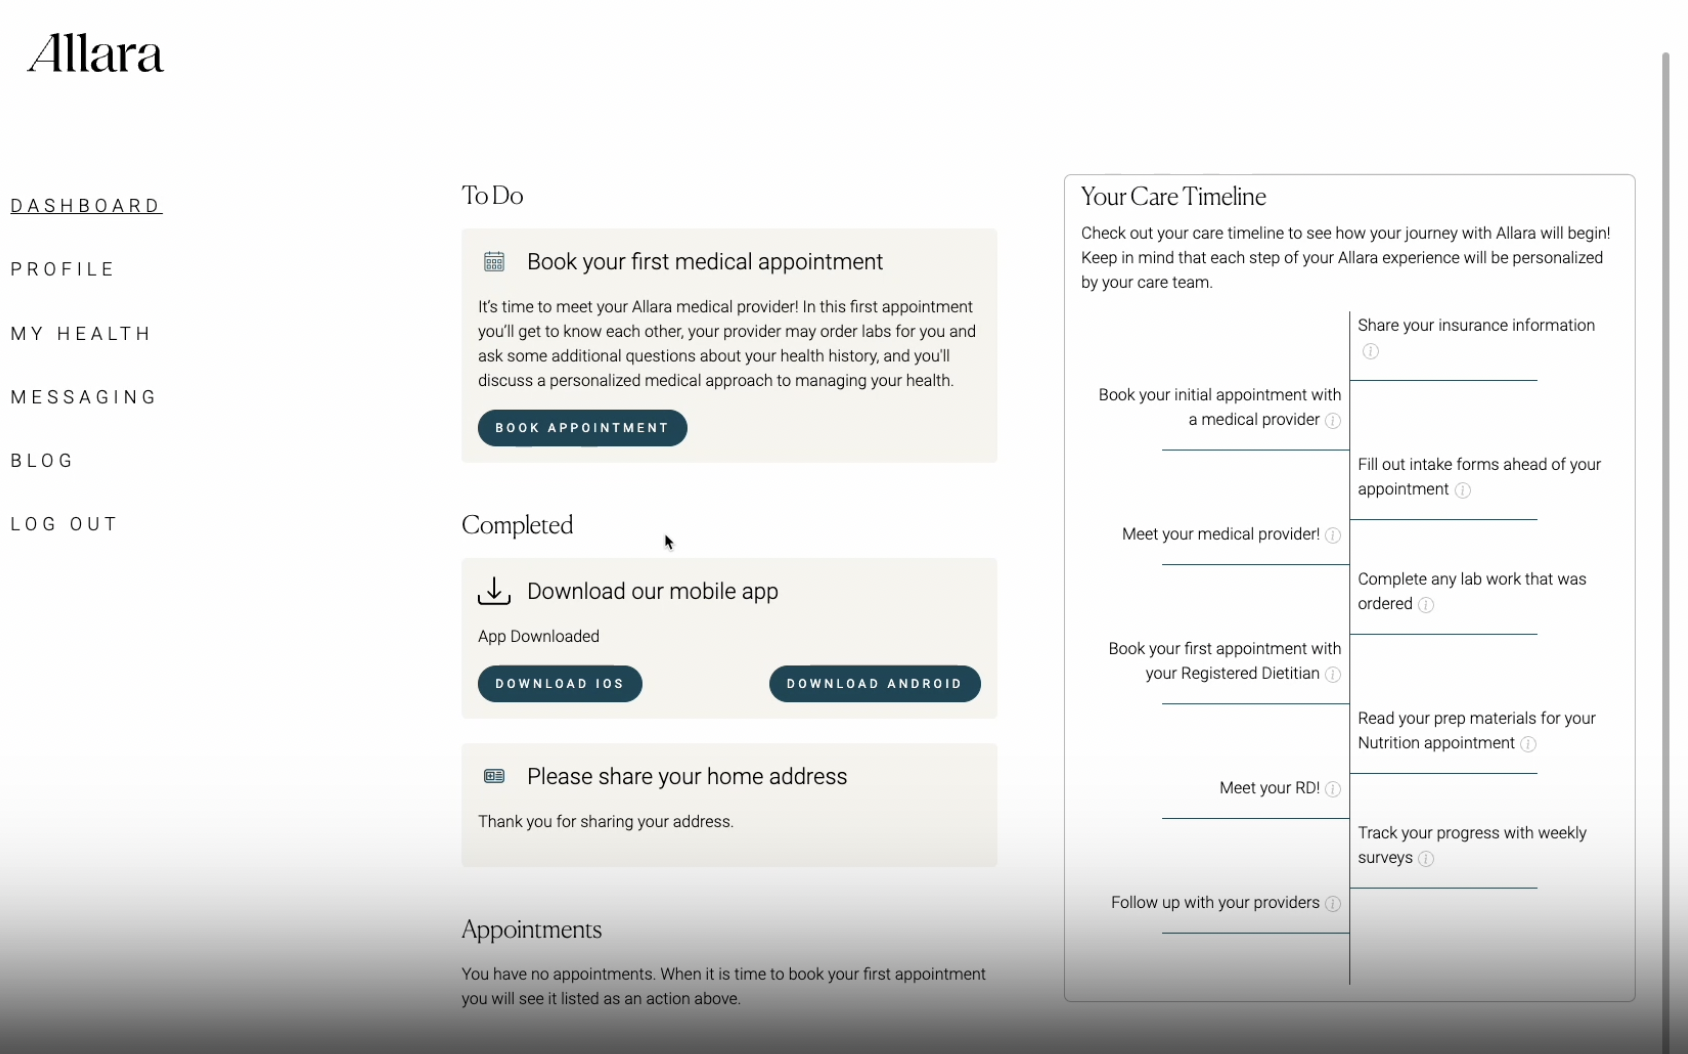 Allara
DASHBOARD
PROFILE
MY HEALTH
MESSAGING
BLOG
LOG OUT
To Do
Book your first medical appointment
It's time to meet your Allara medical provider! In this first appointment
you'll get to know each other, your provider may order labs for you and
ask some additional questions about your health history, and you'll
discuss a personalized medical approach to managing your health.
BOOK APPOINTMENT
Completed
Download our mobile app
App Downloaded
DOWNLOAD IOS
DOWNLOAD ANDROID
Please share your home address
Thank you for sharing your address.
Appointments
You have no appointments. When it is time to book your first appointment
you will see it listed as an action above.
Your Care Timeline
Check out your care timeline to see how your journey with Allara will begin!
Keep in mind that each step of your Allara experience will be personalized
by your care team.
Share your insurance information
Book your initial appointment with
a medical provider
Fill out intake forms ahead of your
appointment
Meet your medical provider!
Complete any lab work that was
ordered
Book your first appointment with
your Registered Dietitian
Read your prep materials for your
Nutrition appointment
Meet your RD!
Track your progress with weekly
surveys
Follow up with your providers